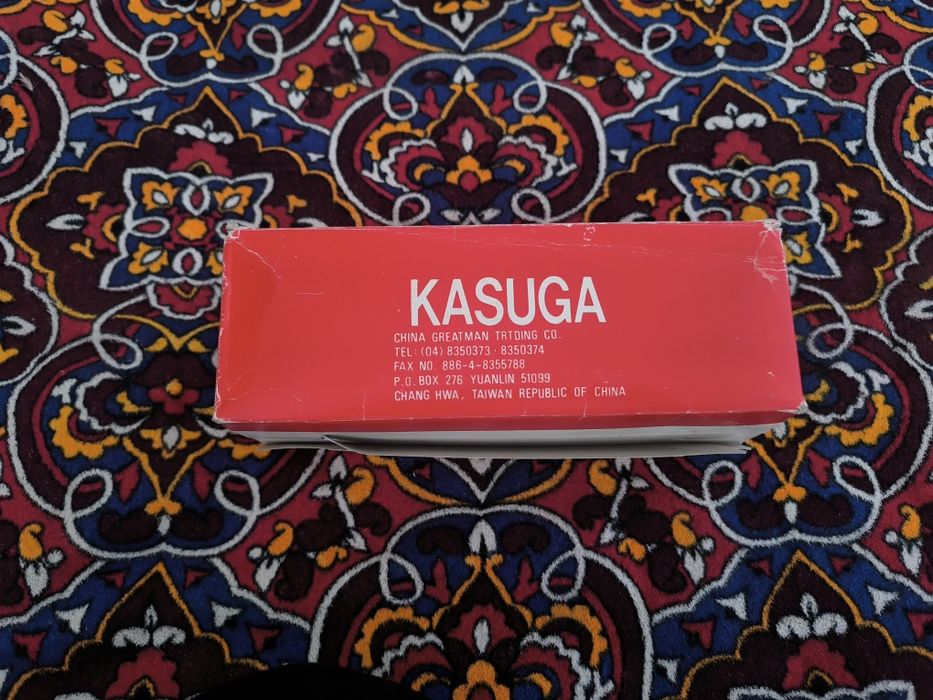 KASUGA
CHINA GREATMAN TRTDING CO.
TEL:(04) 8350373·8350374
FAX NO. 886-4-8355788
P.O.BOX 276 YUANLIN 51099
CHANG HWA, TAIWAN REPUBLIC OF CHINA